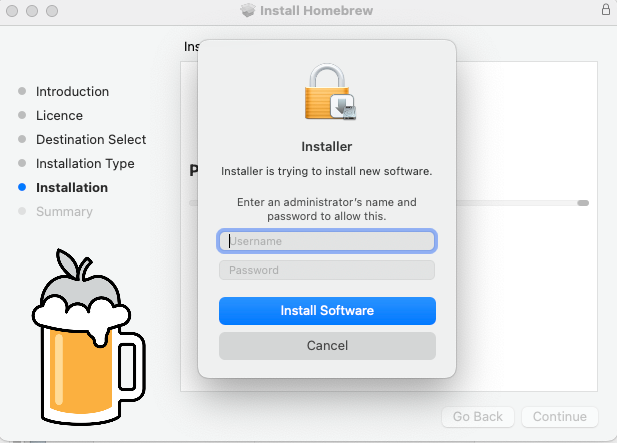 Install Homebrew
Ins
Introduction
Licence
Destination Select
Installation Type
Installation
Summary
P
Installer
Installer is trying to install new software.
Enter an administrator's name and
password to allow this.
Username
Password
Install Software
Cancel
Go Back
Continue